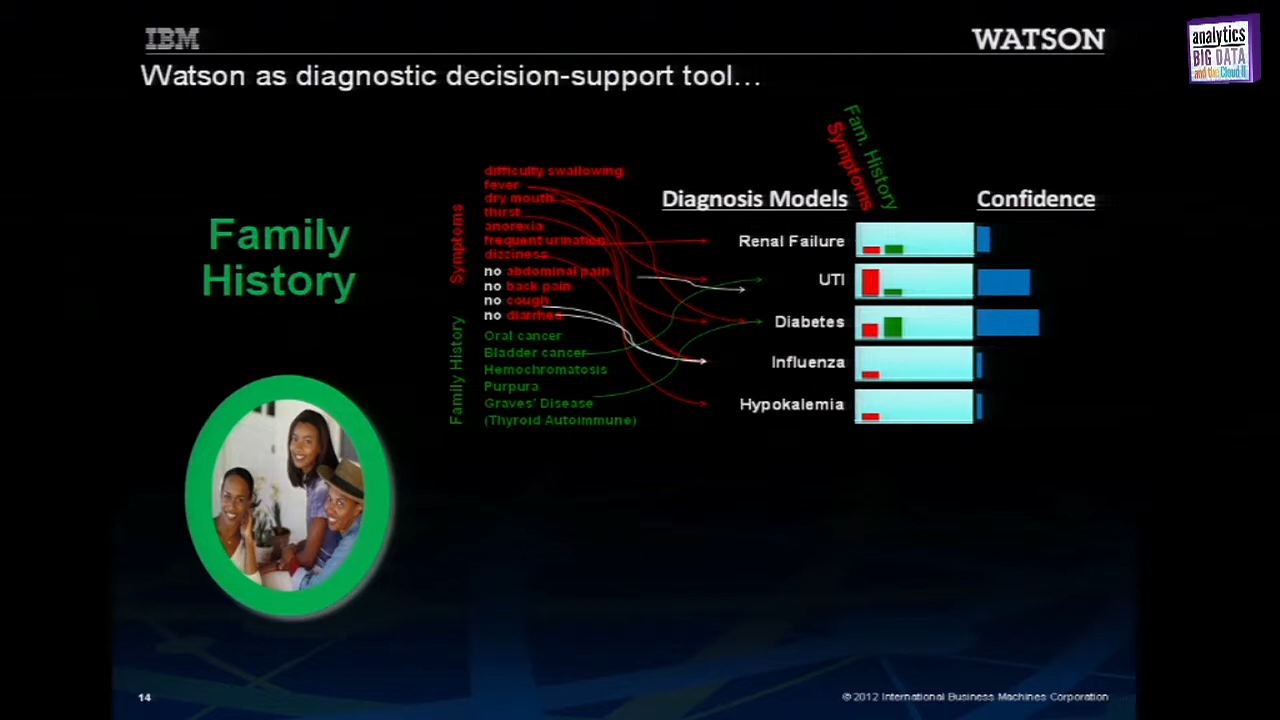 IBM
WATSON
analytics
BIG DATA
and the Cloud II
Watson as diagnostic decision-support tool...
Family
History
Symptoms
difficulty swallowing
fever
dry mouth
thirst
anorexia
frequent urination
dizziness
no abdominal pain
no back pain
no cough
no diarrhea
Family History
Oral cancer
Bladder cancer
Hemochromatosis
Purpura
Graves' Disease
(Thyroid Autoimmune)
Symptoms
Fam. History
Diagnosis Models
Confidence
Renal Failure
UTI
Diabetes
Influenza
Hypokalemia
14
© 2012 International Business Machines Corporation